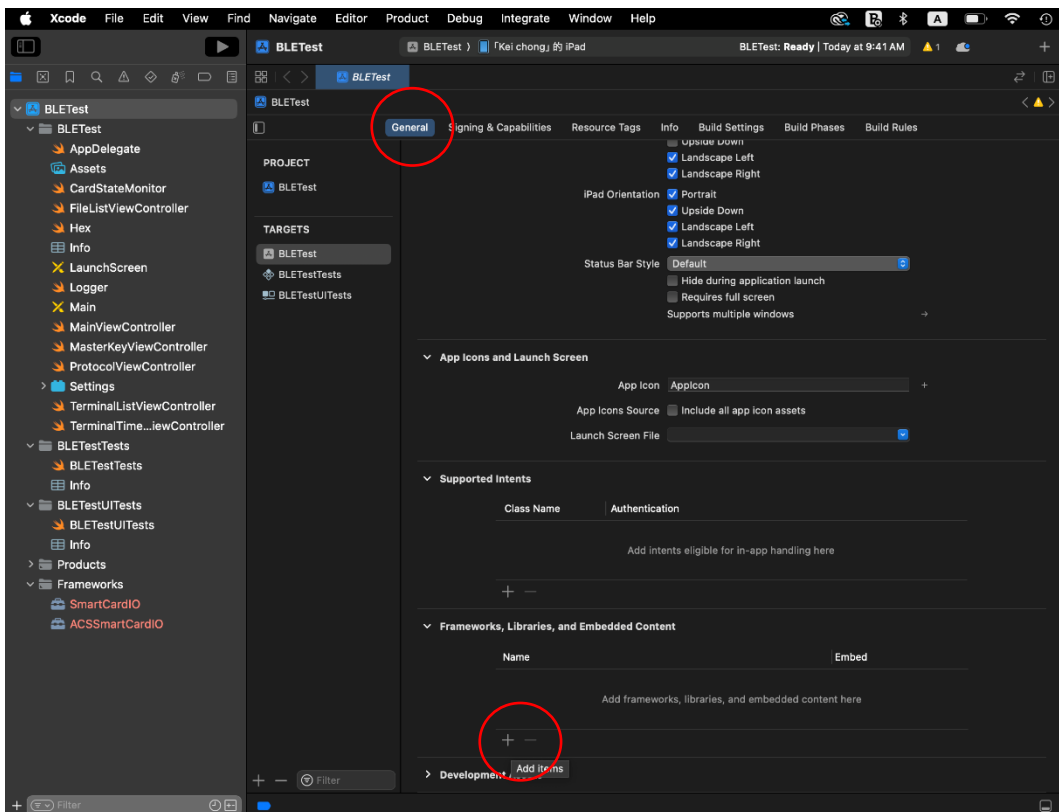 Xcode File Edit View Find Navigate Editor Product Debug Integrate Window Help A
BLETest BLETest 〉 「Kei chong」的 iPad BLETest: Ready | Today at 9:41 AM 1
BLETest
BLETest
General Signing & Capabilities Resource Tags Info Build Settings Build Phases Build Rules
BLETest
BLETest
AppDelegate
Assets
CardStateMonitor
FileListViewController
Hex
Info
LaunchScreen
Logger
Main
MainViewController
MasterKeyViewController
ProtocolViewController
Settings
TerminalListViewController
TerminalTime...iewController
BLETestTests
BLETestTests
Info
BLETestUITests
BLETestUITests
Info
Products
Frameworks
SmartCardIO
ACSSmartCardIO
Filter
PROJECT
BLETest
TARGETS
BLETest
BLETestTests
BLETestUITests
Filter
Upside Down
Landscape Left
Landscape Right
iPad Orientation Portrait
Upside Down
Landscape Left
Landscape Right
Status Bar Style Default
Hide during application launch
Requires full screen
Supports multiple windows
App Icons and Launch Screen
App Icon AppIcon
App Icons Source Include all app icon assets
Launch Screen File
Supported Intents
Class Name Authentication
Add intents eligible for in-app handling here
Frameworks, Libraries, and Embedded Content
Name Embed
Add frameworks, libraries, and embedded content here
Add items
Development